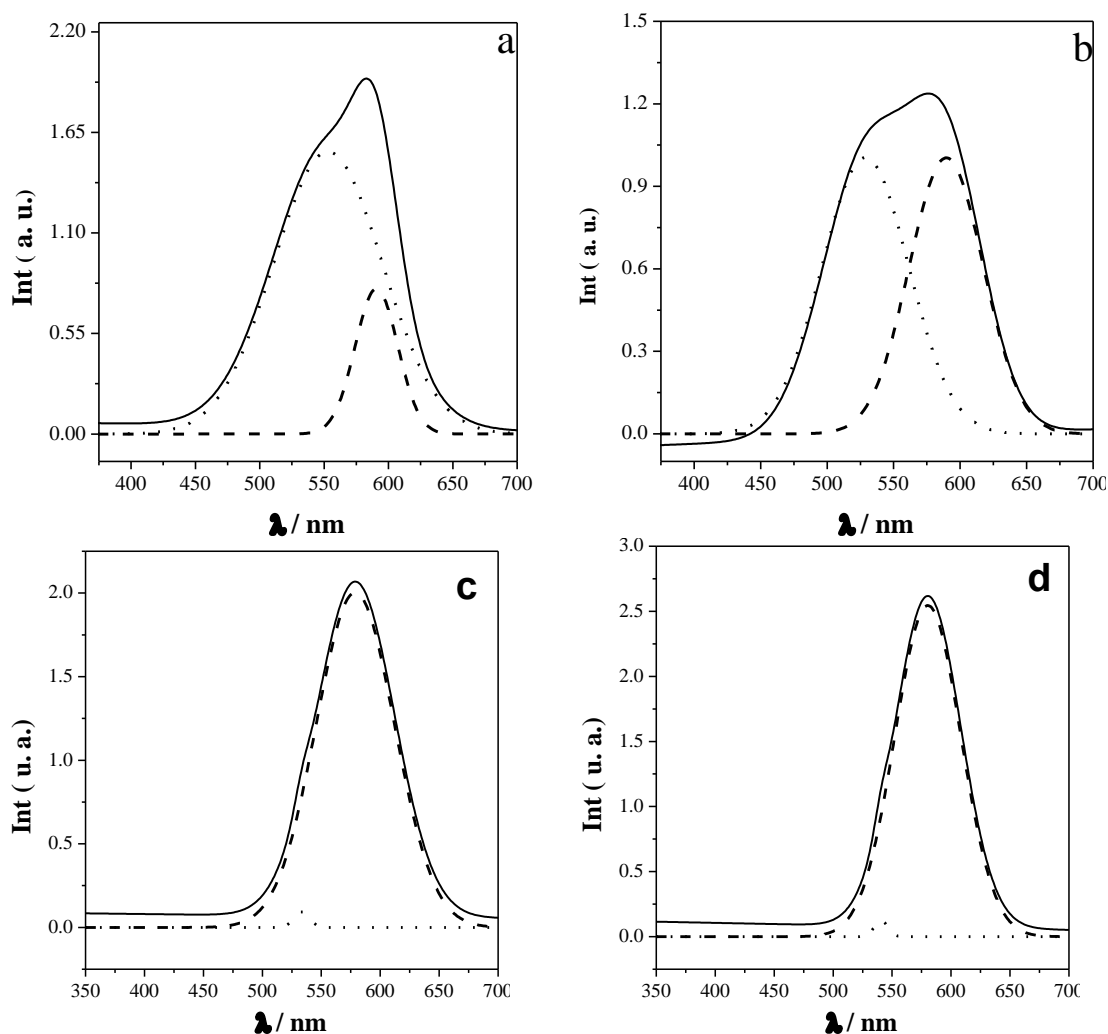 a
2.20
1.65
1.10
0.55
0.00
Int ( a. u.)
400 450 500 550 600 650 700
λ / nm
b
1.5
1.2
0.9
0.6
0.3
0.0
Int ( a. u.)
400 450 500 550 600 650 700
λ / nm
c
2.0
1.5
1.0
0.5
0.0
Int ( u. a.)
350 400 450 500 550 600 650 700
λ / nm
d
3.0
2.5
2.0
1.5
1.0
0.5
0.0
Int ( u. a.)
350 400 450 500 550 600 650 700
λ / nm